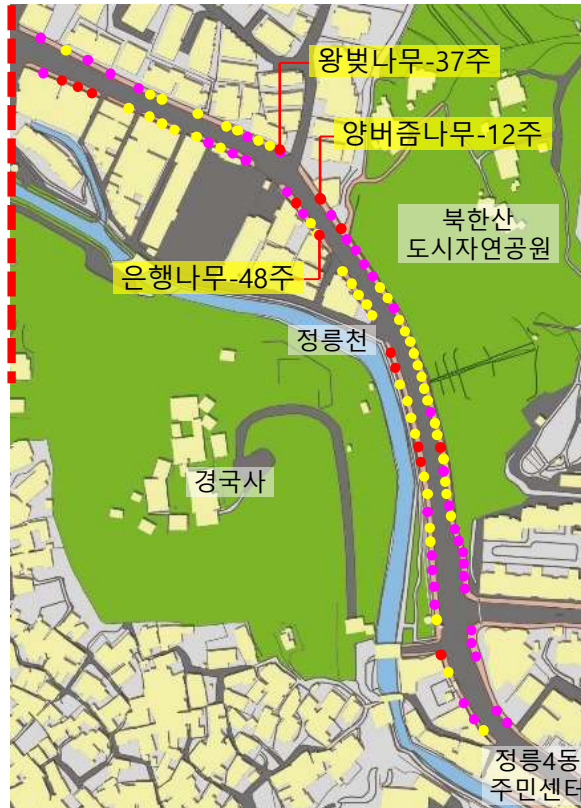 왕벚나무-37주
양버즘나무-12주
북한산
도시자연공원
은행나무-48주
정릉천
경국사
정릉4동
주민센터